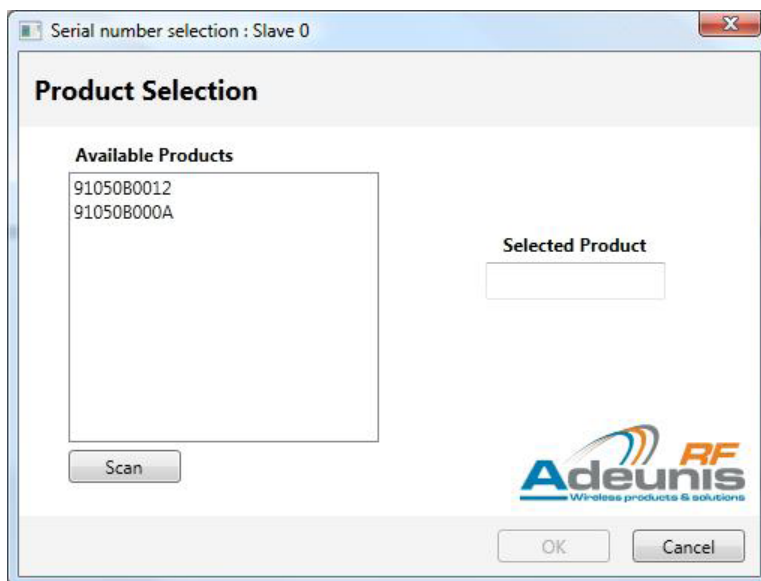 Serial number selection : Slave 0
Product Selection
Available Products
91050B0012
91050B000A
Selected Product
Scan
Adeunis RF
Wireless products & solutions
OK
Cancel